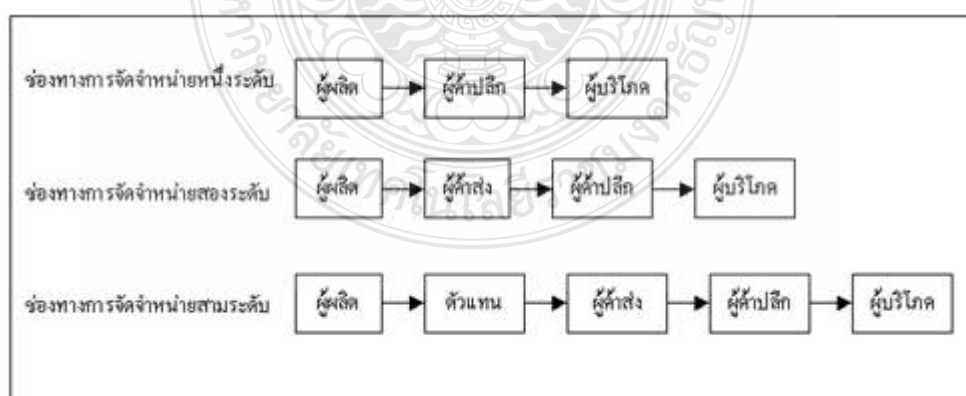 ช่องทางการจัดจำหน่ายหนึ่งระดับ ผู้ผลิต ผู้ค้าปลีก ผู้บริโภค
ช่องทางการจัดจำหน่ายสองระดับ ผู้ผลิต ผู้ค้าส่ง ผู้ค้าปลีก ผู้บริโภค
ช่องทางการจัดจำหน่ายสามระดับ ผู้ผลิต ตัวแทน ผู้ค้าส่ง ผู้ค้าปลีก ผู้บริโภค